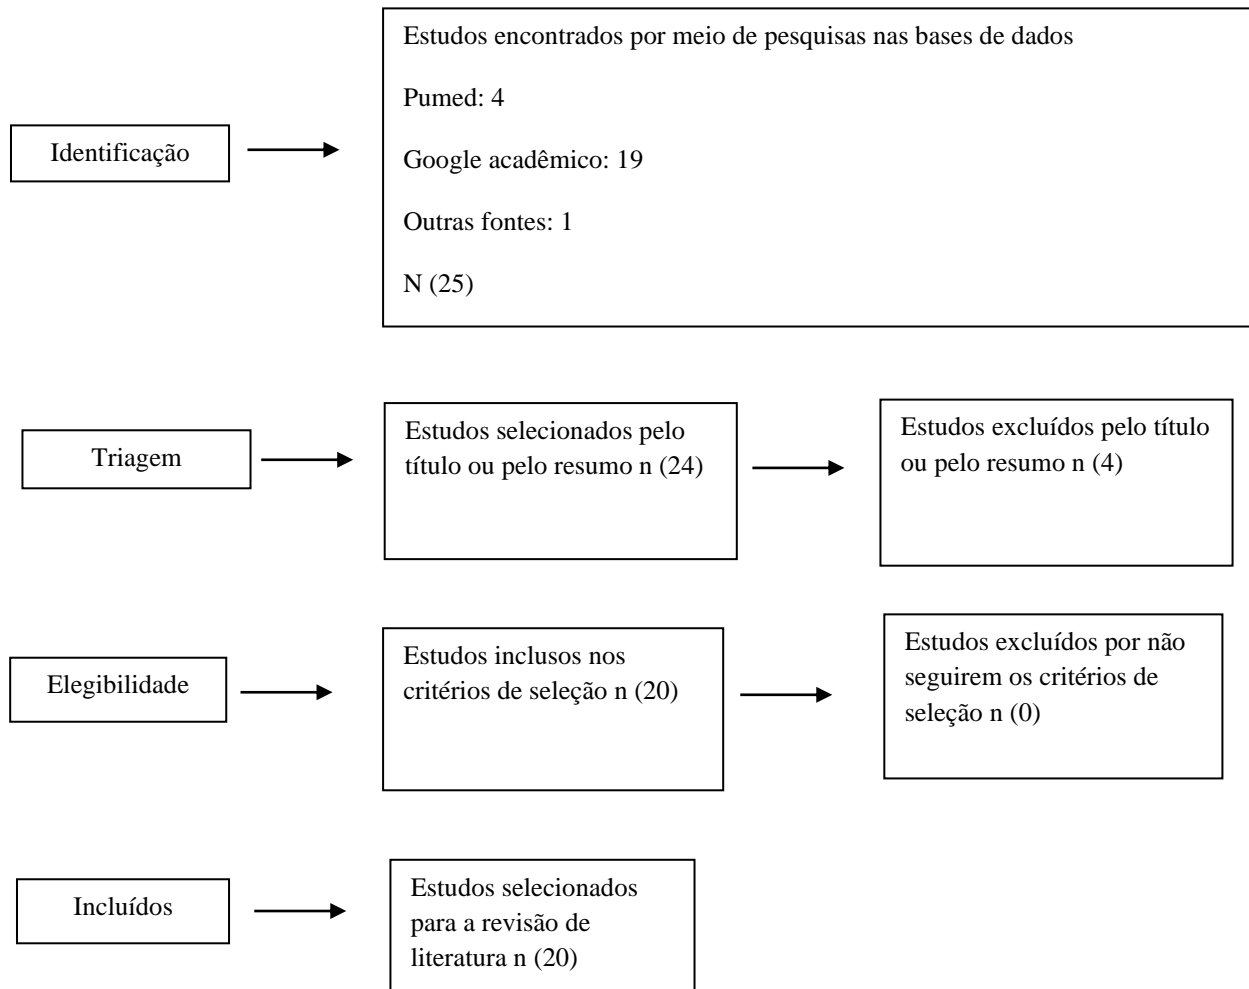 Estudos encontrados por meio de pesquisas nas bases de dados
Pumed: 4
Identificação
Google acadêmico: 19
Outras fontes: 1
N (25)
Triagem
Estudos selecionados pelo
título ou pelo resumo n (24)
Estudos excluídos pelo título
ou pelo resumo n (4)
Elegibilidade
Estudos inclusos nos
critérios de seleção n (20)
Estudos excluídos por não
seguirem os critérios de
seleção n (0)
Incluídos
Estudos selecionados
para a revisão de
literatura n (20)